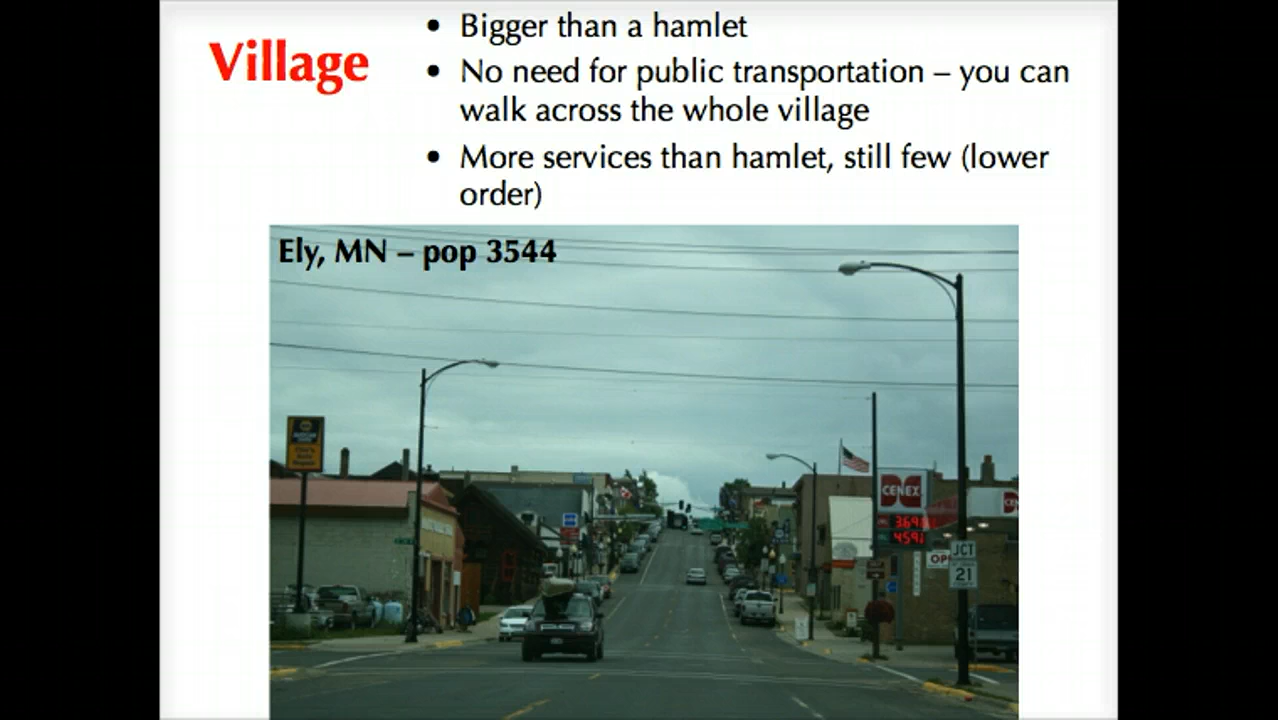 Village
• Bigger than a hamlet
• No need for public transportation – you can
walk across the whole village
• More services than hamlet, still few (lower
order)
Ely, MN – pop 3544
CENEX
JCT
21